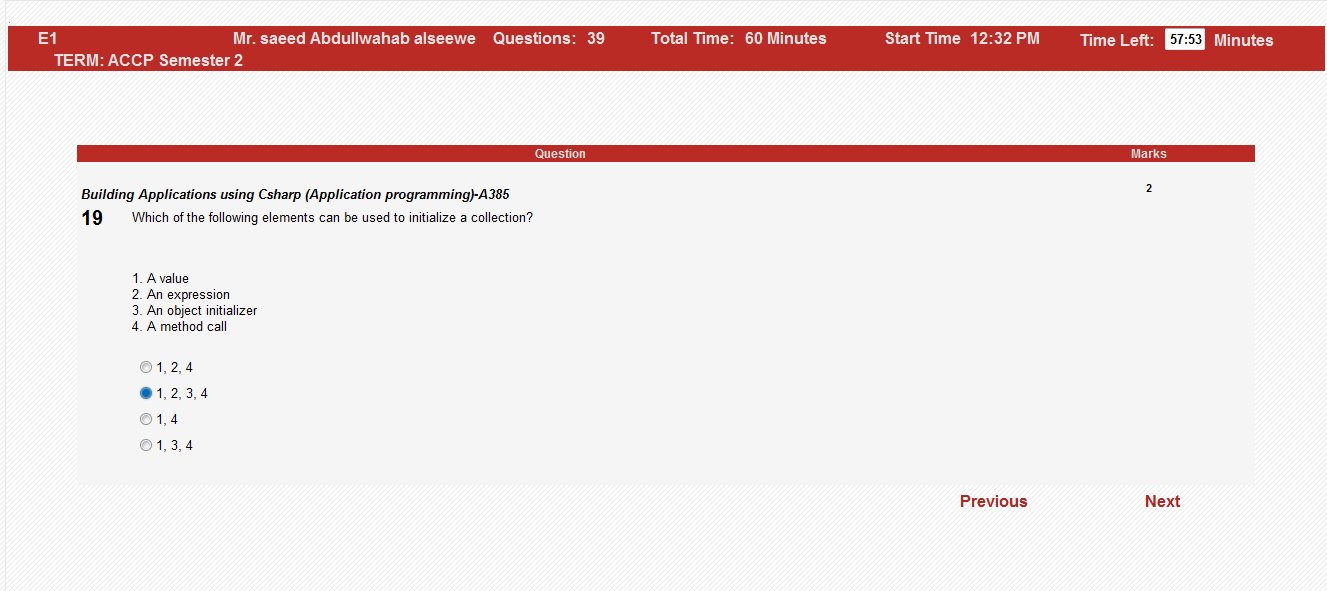 E1 Mr. saeed Abdullwahab alseewe Questions: 39 Total Time: 60 Minutes Start Time 12:32 PM Time Left: 57:53 Minutes
TERM: ACCP Semester 2
Question Marks
Building Applications using Csharp (Application programming)-A385 2
19 Which of the following elements can be used to initialize a collection?
1. A value
2. An expression
3. An object initializer
4. A method call
1, 2, 4
1, 2, 3, 4
1, 4
1, 3, 4
Previous Next